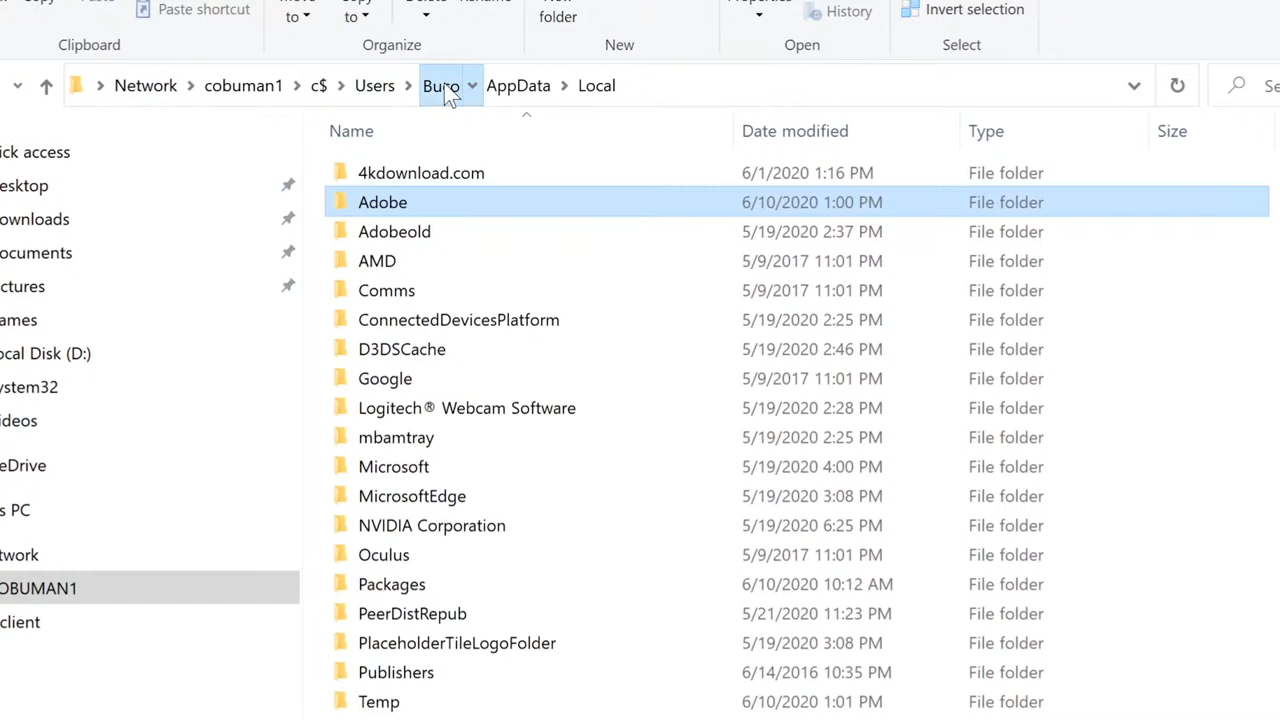 Paste shortcut
to
to
folder
History
Invert selection
Clipboard
Organize
New
Open
Select
Network
cobuman1
c$
Users
AppData
Local
Name
Date modified
Type
Size
ick access
esktop
ownloads
ocuments
ctures
ames
ocal Disk (D:)
ystem32
ideos
eDrive
s PC
twork
OBUMAN1
client
4kdownload.com 6/1/2020 1:16 PM File folder
Adobe 6/10/2020 1:00 PM File folder
Adobeold 5/19/2020 2:37 PM File folder
AMD 5/9/2017 11:01 PM File folder
Comms 5/9/2017 11:01 PM File folder
ConnectedDevicesPlatform 5/19/2020 2:25 PM File folder
D3DSCache 5/19/2020 2:46 PM File folder
Google 5/9/2017 11:01 PM File folder
Logitech® Webcam Software 5/19/2020 2:28 PM File folder
mbamtray 5/19/2020 2:25 PM File folder
Microsoft 5/19/2020 4:00 PM File folder
MicrosoftEdge 5/19/2020 3:08 PM File folder
NVIDIA Corporation 5/19/2020 6:25 PM File folder
Oculus 5/9/2017 11:01 PM File folder
Packages 6/10/2020 10:12 AM File folder
PeerDistRepub 5/21/2020 11:23 PM File folder
PlaceholderTileLogoFolder 5/19/2020 3:08 PM File folder
Publishers 6/14/2016 10:35 PM File folder
Temp 6/10/2020 1:01 PM File folder